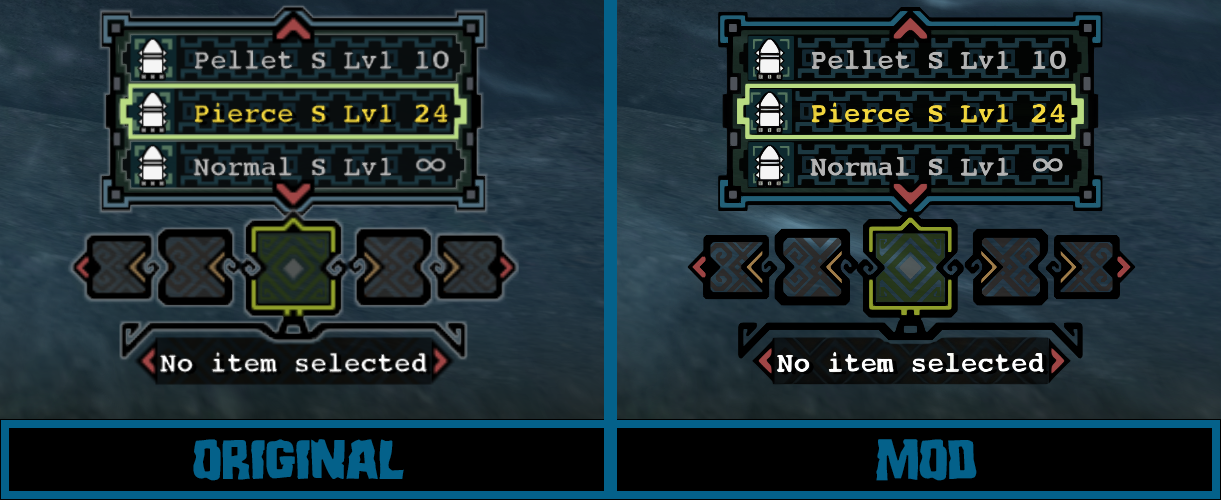 Pellet S Lvl 10
Pierce S Lvl 24
Normal S Lvl ∞
No item selected
ORIGINAL
Pellet S Lvl 10
Pierce S Lvl 24
Normal S Lvl ∞
No item selected
MOD